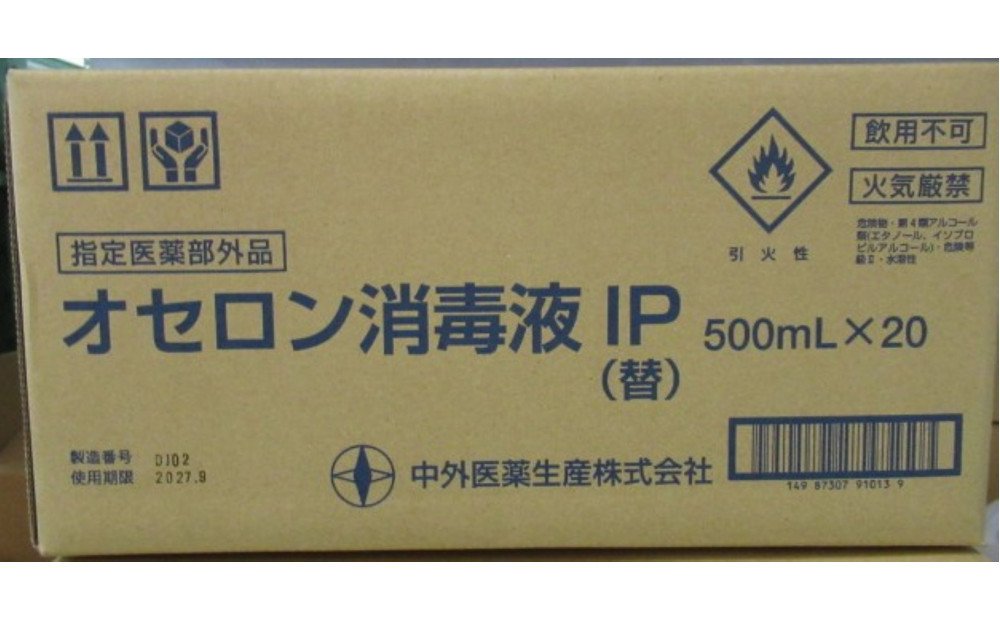 飲用不可
火気厳禁
引火性
危険物・第4類アルコール
類(エタノール、イソプロ
ピルアルコール)・危険等
級Ⅱ・水溶性
指定医薬部外品
オセロン消毒液 IP 500mL×20
(替)
製造番号 DJ02
使用期限 2027.9
中外医薬生産株式会社
149 87307 91013 9